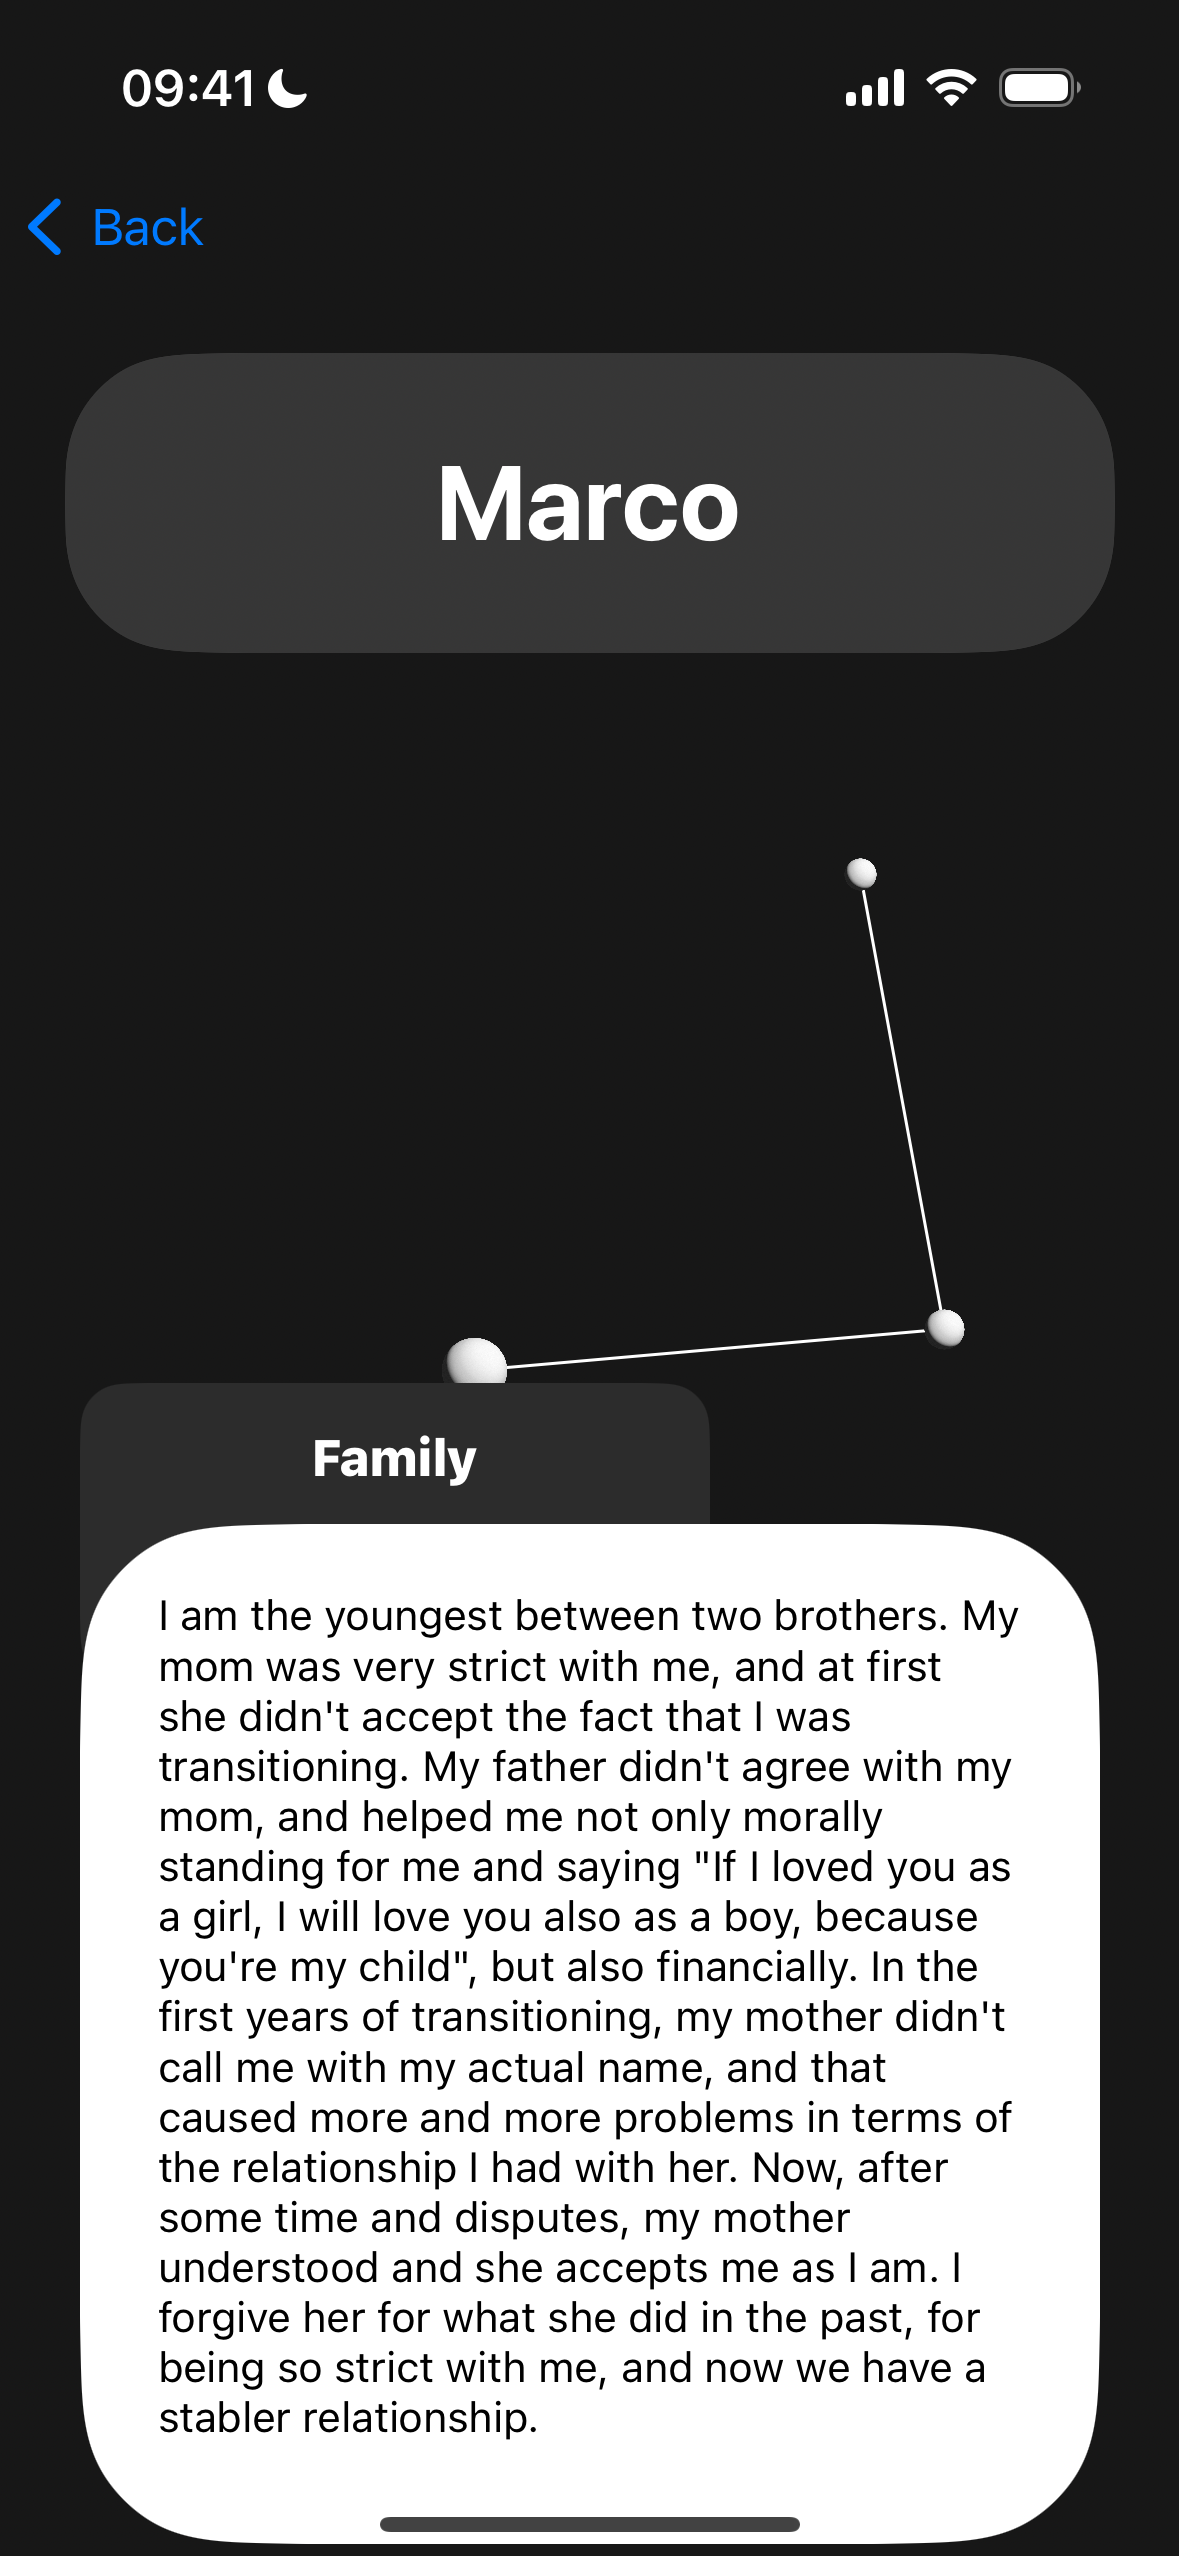 09:41
Back
Marco
Family
I am the youngest between two brothers. My
mom was very strict with me, and at first
she didn't accept the fact that I was
transitioning. My father didn't agree with my
mom, and helped me not only morally
standing for me and saying "If I loved you as
a girl, I will love you also as a boy, because
you're my child", but also financially. In the
first years of transitioning, my mother didn't
call me with my actual name, and that
caused more and more problems in terms of
the relationship I had with her. Now, after
some time and disputes, my mother
understood and she accepts me as I am. I
forgive her for what she did in the past, for
being so strict with me, and now we have a
stabler relationship.